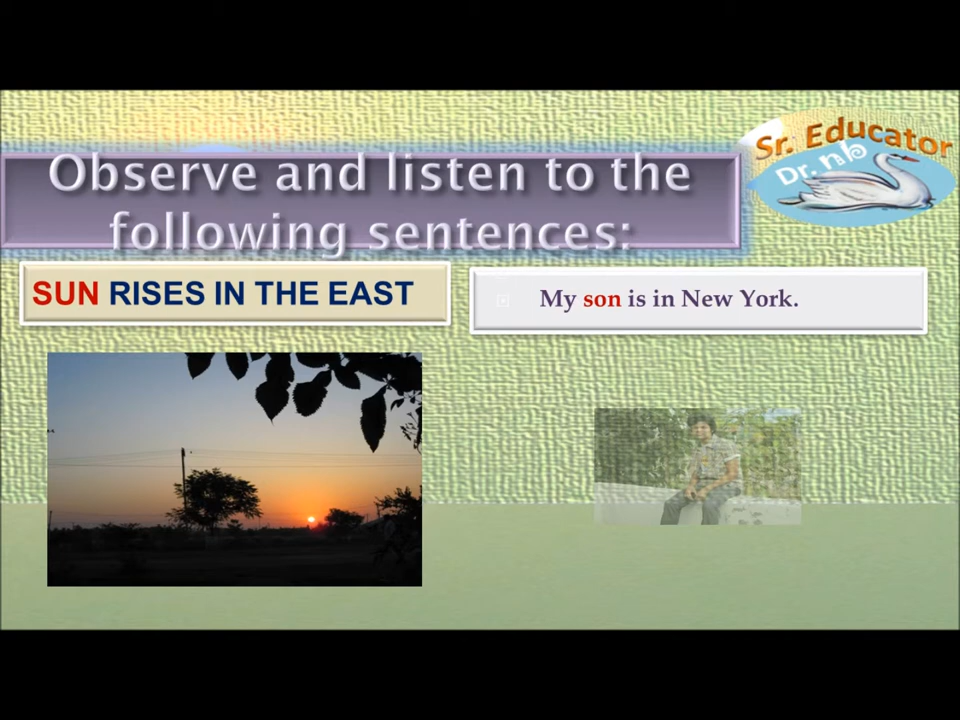 Sr. Educator
Dr. nb
Observe and listen to the
following sentences:
SUN RISES IN THE EAST
My son is in New York.